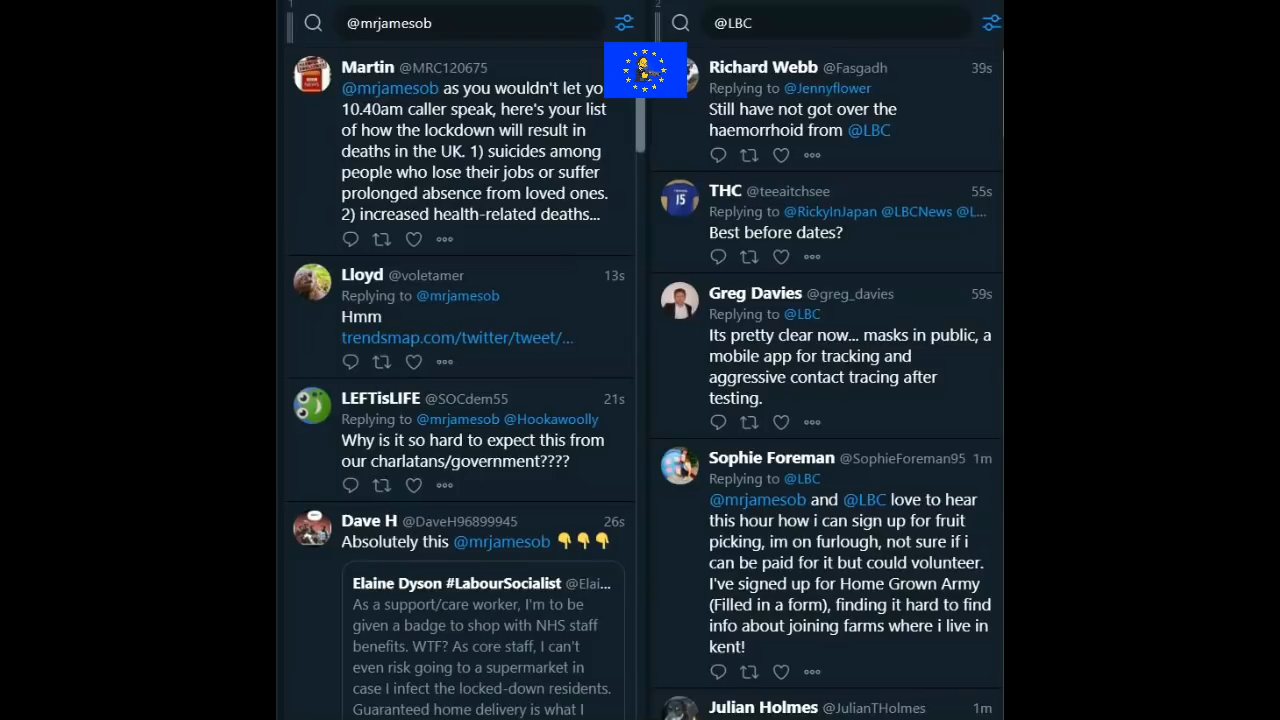 1
@mrjamesob
Martin @MRC120675
@mrjamesob as you wouldn't let yo
10.40am caller speak, here's your list
of how the lockdown will result in
deaths in the UK. 1) suicides among
people who lose their jobs or suffer
prolonged absence from loved ones.
2) increased health-related deaths...
Lloyd @voletamer 13s
Replying to @mrjamesob
Hmm
trendsmap.com/twitter/tweet/...
LEFTisLIFE @SOCdem55 21s
Replying to @mrjamesob @Hookawoolly
Why is it so hard to expect this from
our charlatans/government????
Dave H @DaveH96899945 26s
Absolutely this @mrjamesob 👇👇👇
Elaine Dyson #LabourSocialist @Elai...
As a support/care worker, I'm to be
given a badge to shop with NHS staff
benefits. WTF? As core staff, I can't
even risk going to a supermarket in
case I infect the locked-down residents.
Guaranteed home delivery is what I
2
@LBC
Richard Webb @Fasgadh 39s
Replying to @Jennyflower
Still have not got over the
haemorrhoid from @LBC
THC @teeaitchsee 55s
Replying to @RickyInJapan @LBCNews @L...
Best before dates?
Greg Davies @greg_davies 59s
Replying to @LBC
Its pretty clear now... masks in public, a
mobile app for tracking and
aggressive contact tracing after
testing.
Sophie Foreman @SophieForeman95 1m
Replying to @LBC
@mrjamesob and @LBC love to hear
this hour how i can sign up for fruit
picking, im on furlough, not sure if i
can be paid for it but could volunteer.
I've signed up for Home Grown Army
(Filled in a form), finding it hard to find
info about joining farms where i live in
kent!
Julian Holmes @JulianTHolmes 1m